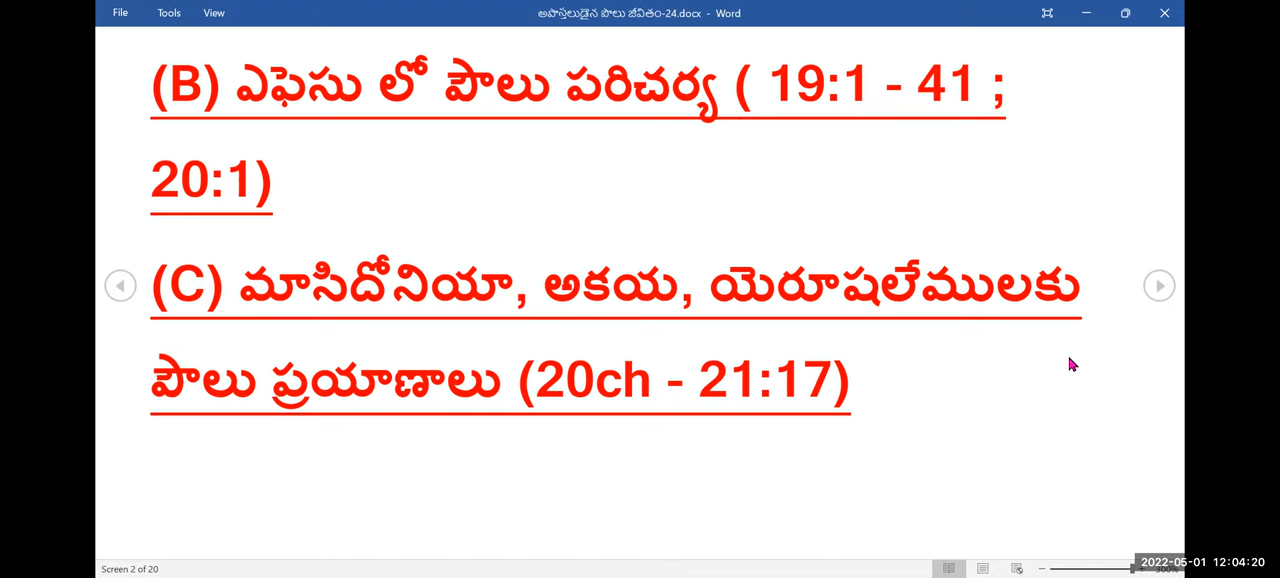 File Tools View అపొస్తలుడైన పౌలు జీవితం-24.docx - Word
(B) ఎఫెసు లో పౌలు పరిచర్య ( 19:1 - 41 ;
20:1)
(C) మాసిదోనియా, అకయ, యెరూషలేములకు
పౌలు ప్రయాణాలు (20ch - 21:17)
2022-05-01 12:04:20
Screen 2 of 20